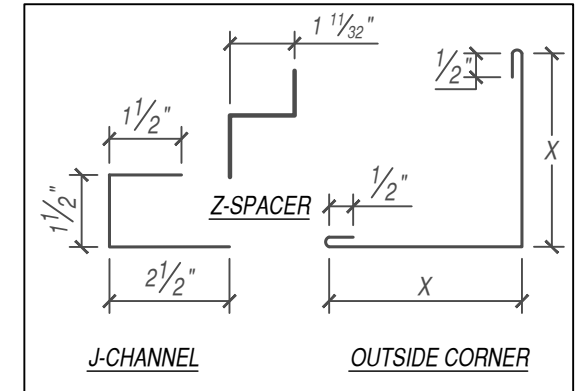 1 11/32"
1/2"
1 1/2"
X
1 1/2"
Z-SPACER
1/2"
2 1/2"
X
J-CHANNEL
OUTSIDE CORNER